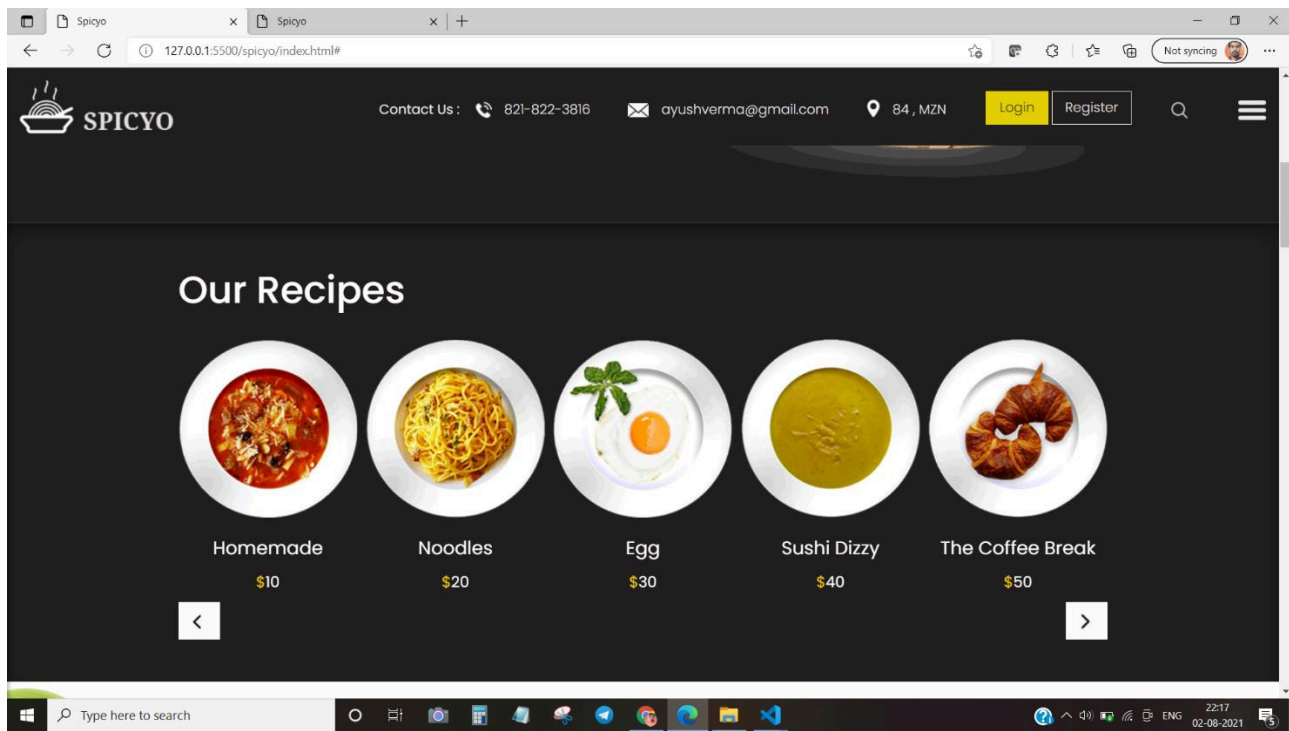 Spicyo
Spicyo
127.0.0.1:5500/spicyo/index.html#
Not syncing
SPICYO
Contact Us : 821-822-3816 ayushverma@gmail.com 84 , MZN Login Register
Our Recipes
Homemade Noodles Egg Sushi Dizzy The Coffee Break
$10 $20 $30 $40 $50
Type here to search
ENG
22:17
02-08-2021
5